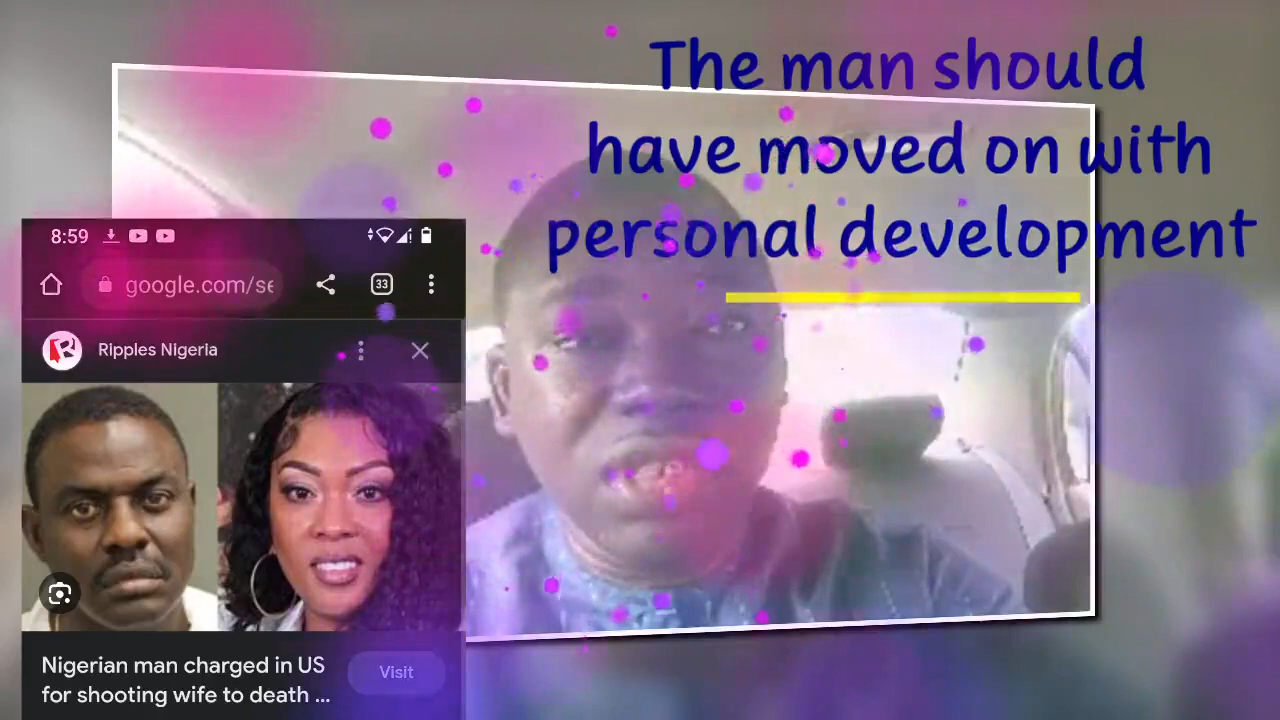 The man should
have moved on with
personal development
8:59
google.com/se
33
Ripples Nigeria
Nigerian man charged in US
for shooting wife to death ...
Visit